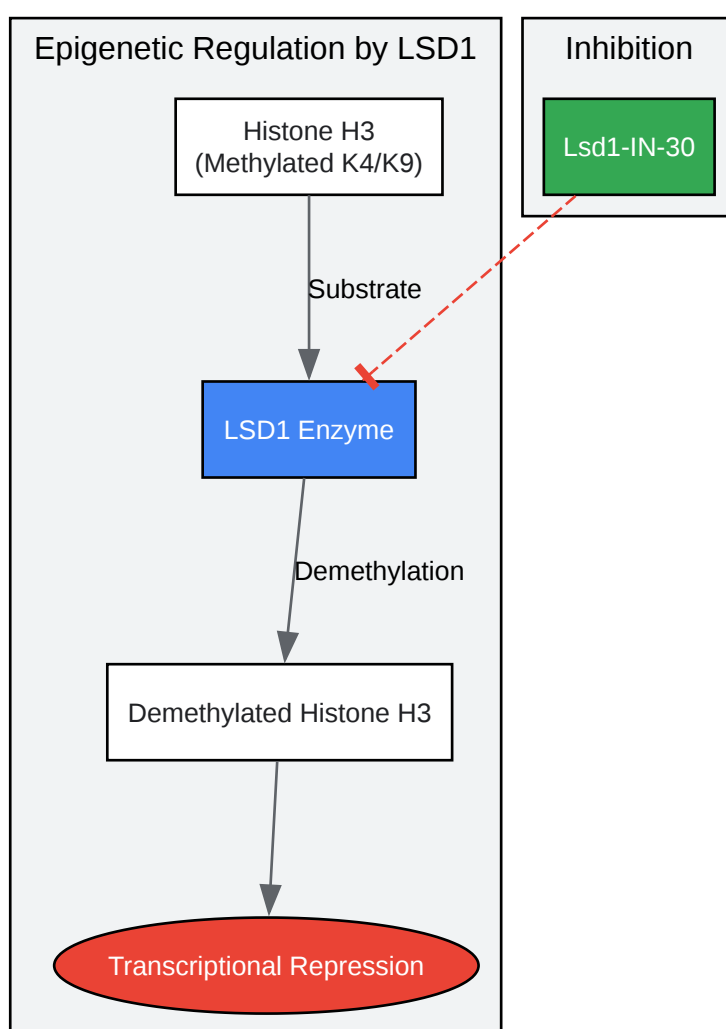 Epigenetic Regulation by LSD1
Inhibition
Histone H3
(Methylated K4/K9)
Lsd1-IN-30
Substrate
LSD1 Enzyme
Demethylation
Demethylated Histone H3
Transcriptional Repression